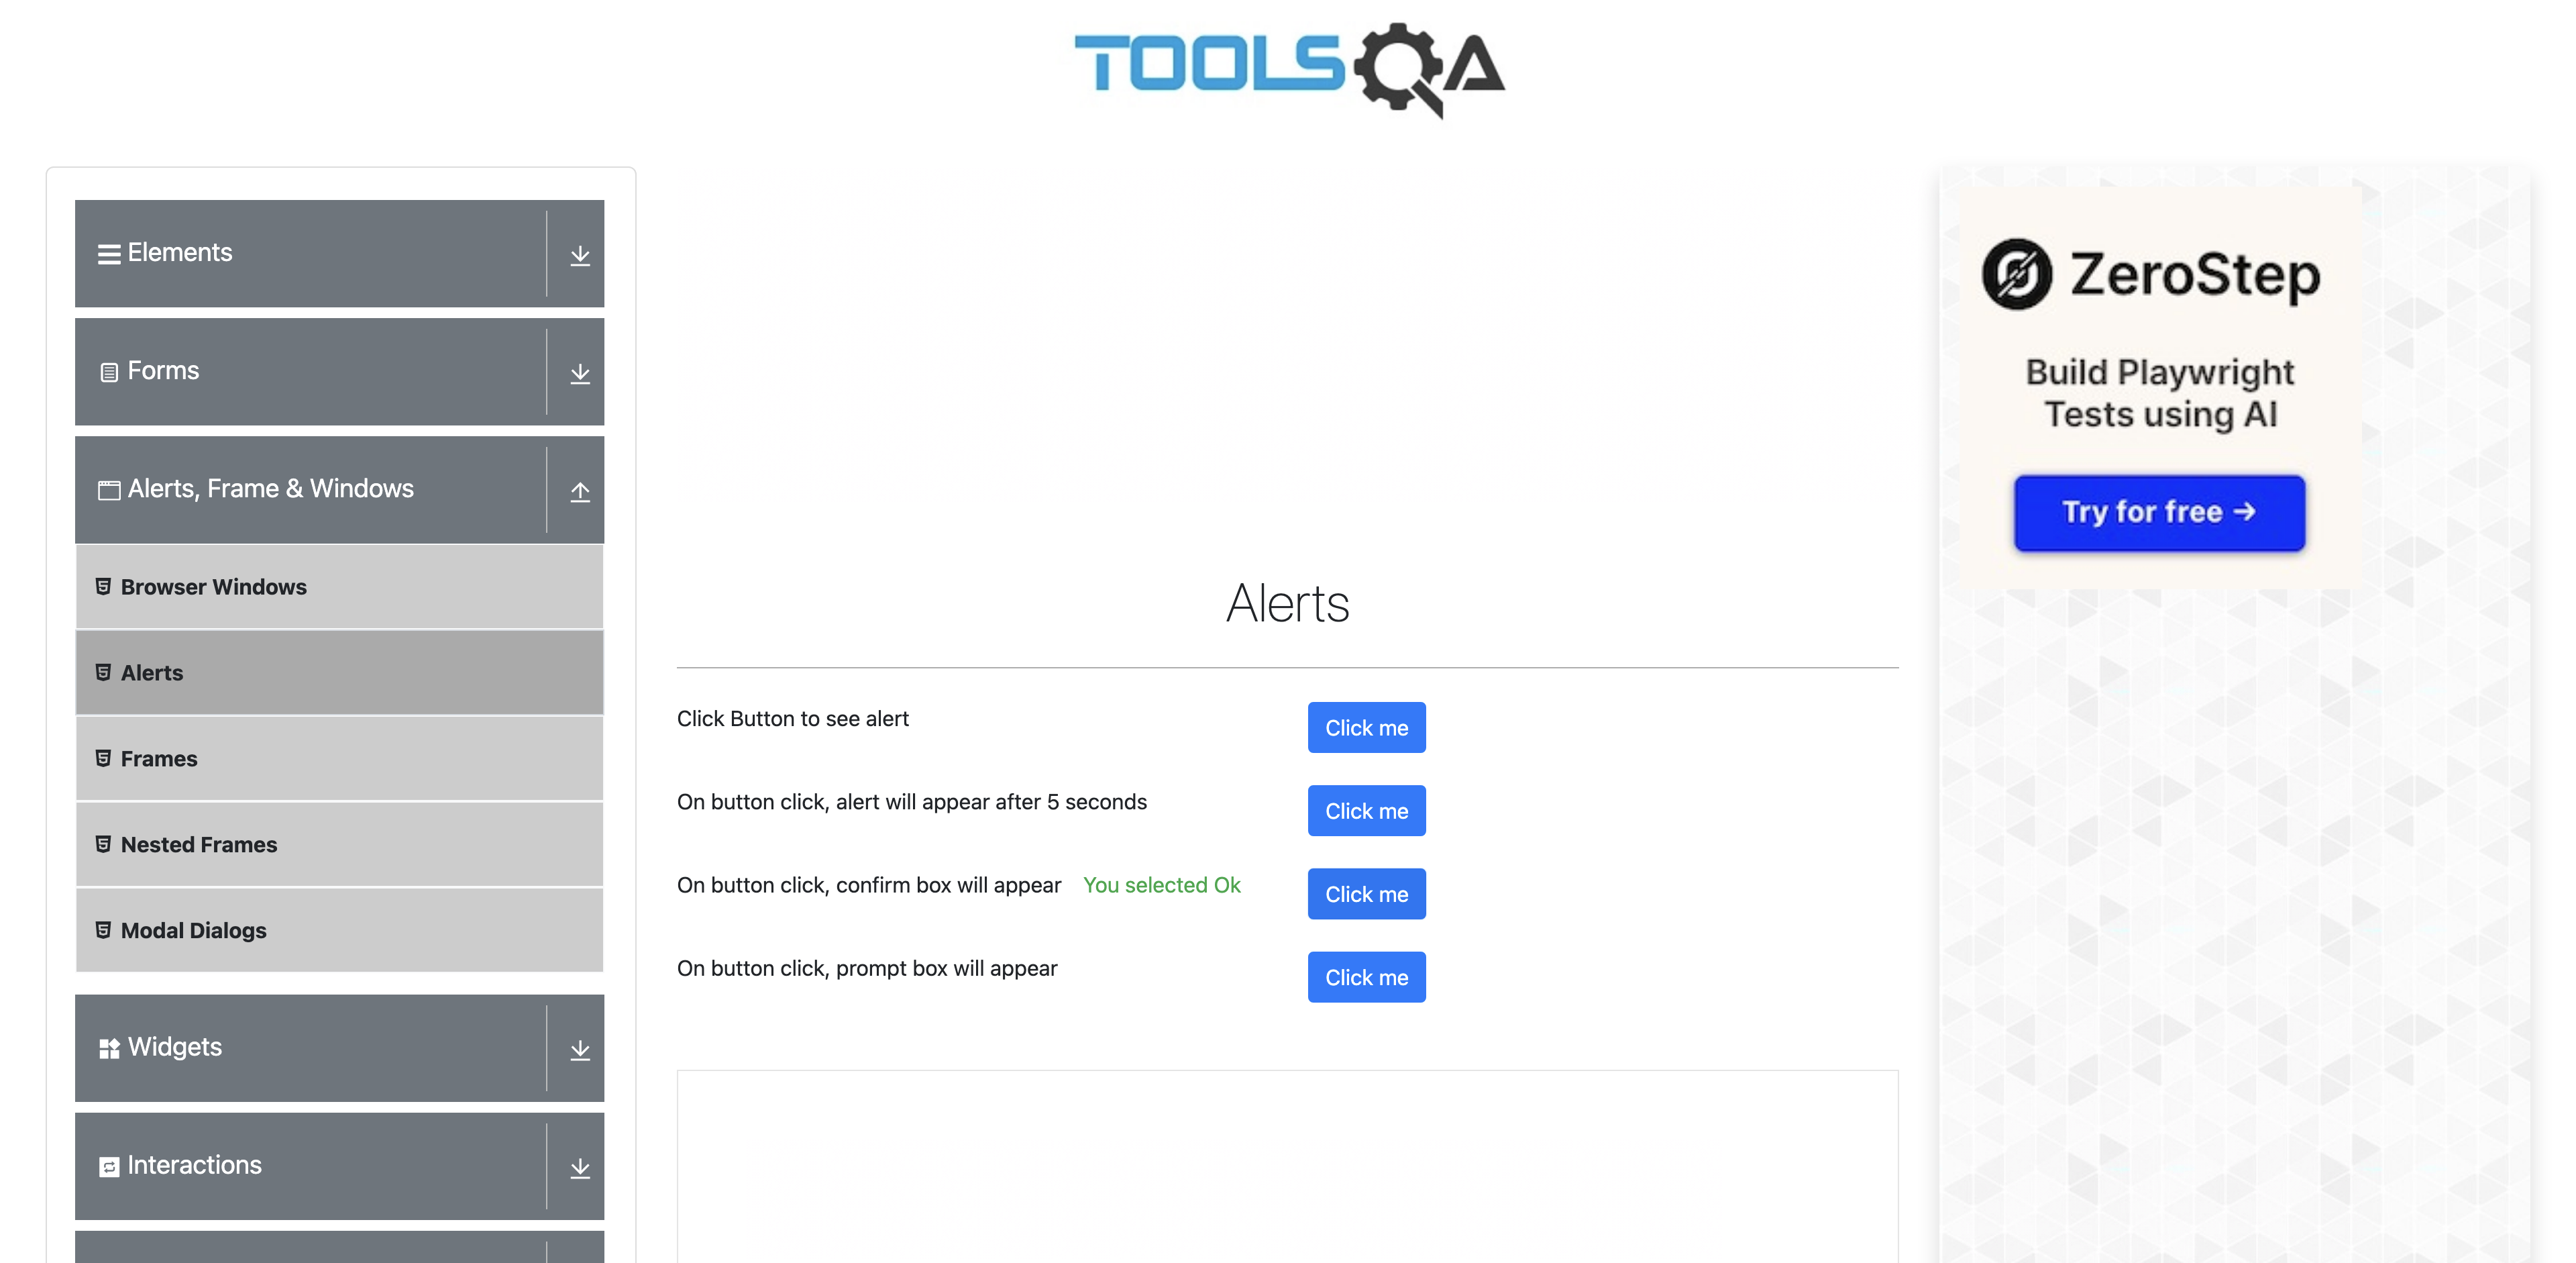 TOOLSQA
Elements
Forms
Alerts, Frame & Windows
Browser Windows
Alerts
Frames
Nested Frames
Modal Dialogs
Widgets
Interactions
Alerts
Click Button to see alert
Click me
On button click, alert will appear after 5 seconds
Click me
On button click, confirm box will appear You selected Ok
Click me
On button click, prompt box will appear
Click me
ZeroStep
Build Playwright
Tests using AI
Try for free →